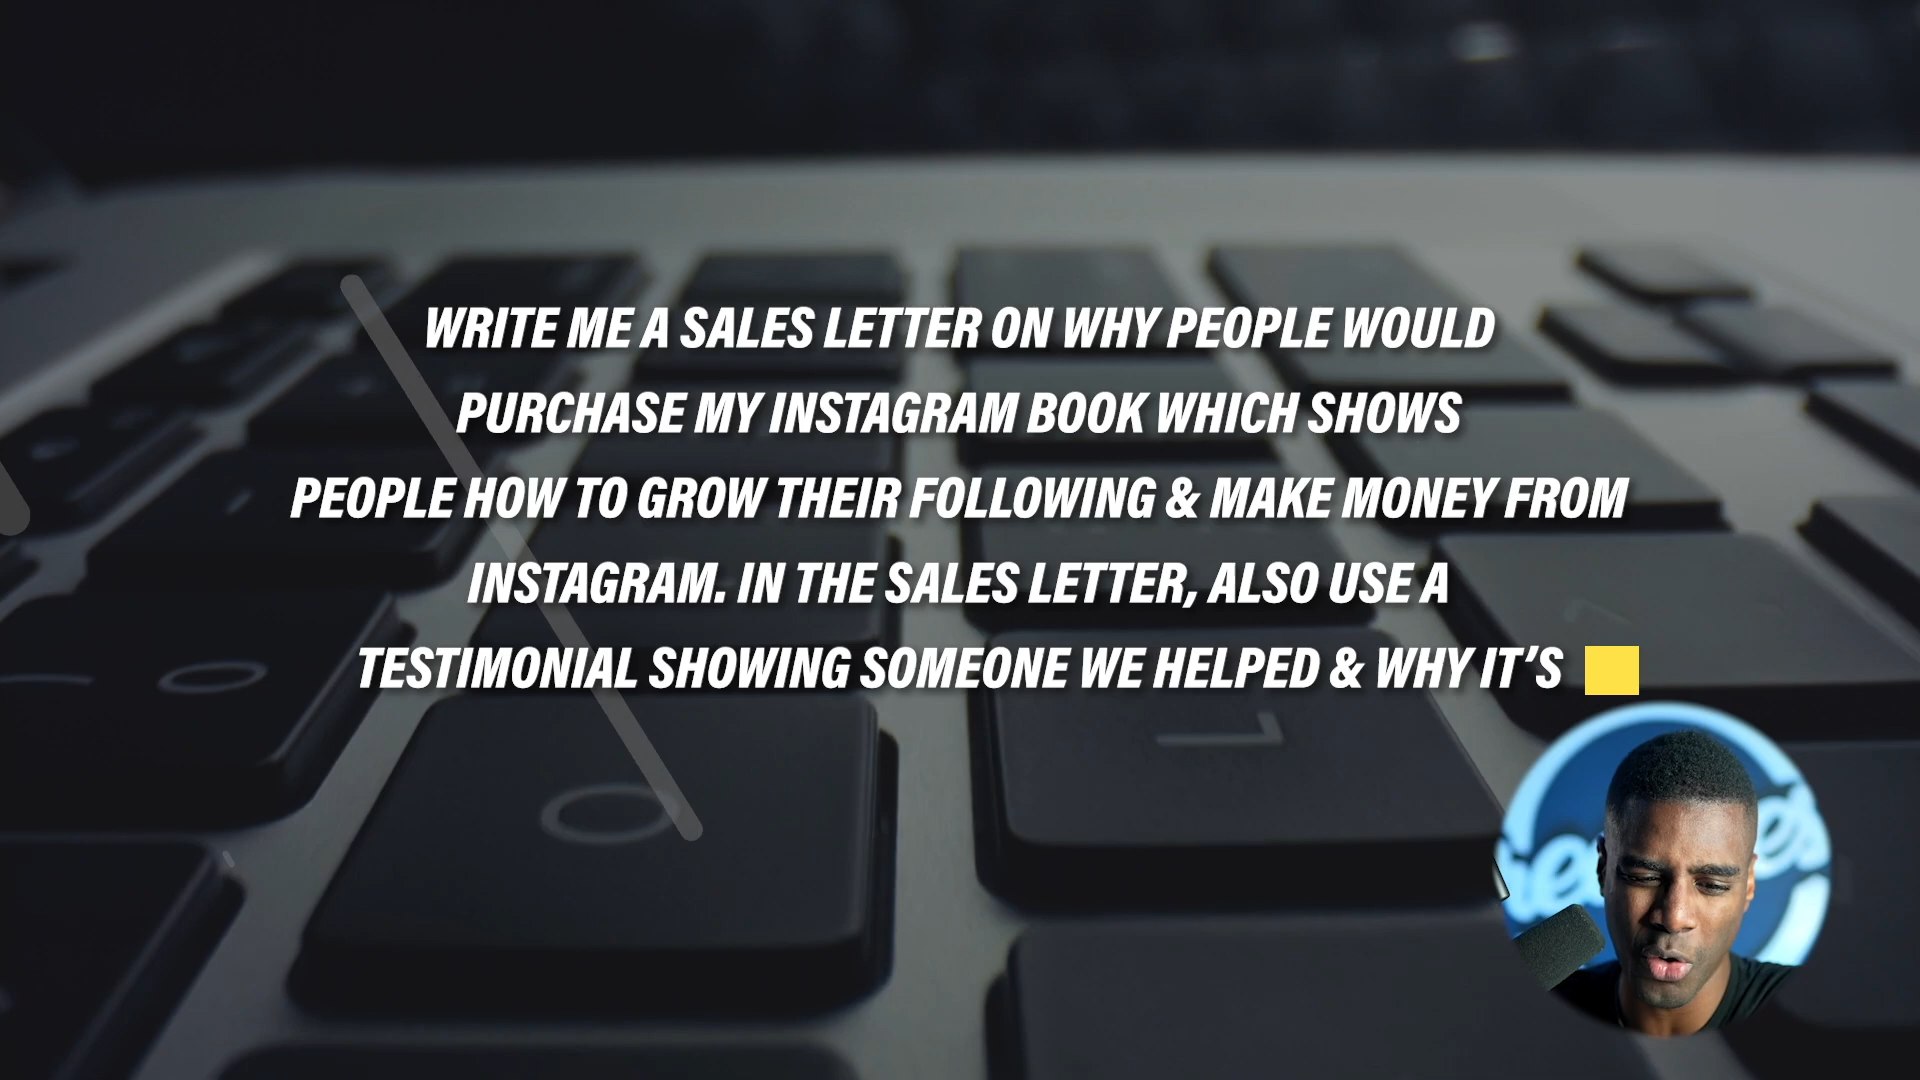 WRITE ME A SALES LETTER ON WHY PEOPLE WOULD
PURCHASE MY INSTAGRAM BOOK WHICH SHOWS
PEOPLE HOW TO GROW THEIR FOLLOWING & MAKE MONEY FROM
INSTAGRAM. IN THE SALES LETTER, ALSO USE A
TESTIMONIAL SHOWING SOMEONE WE HELPED & WHY IT’S